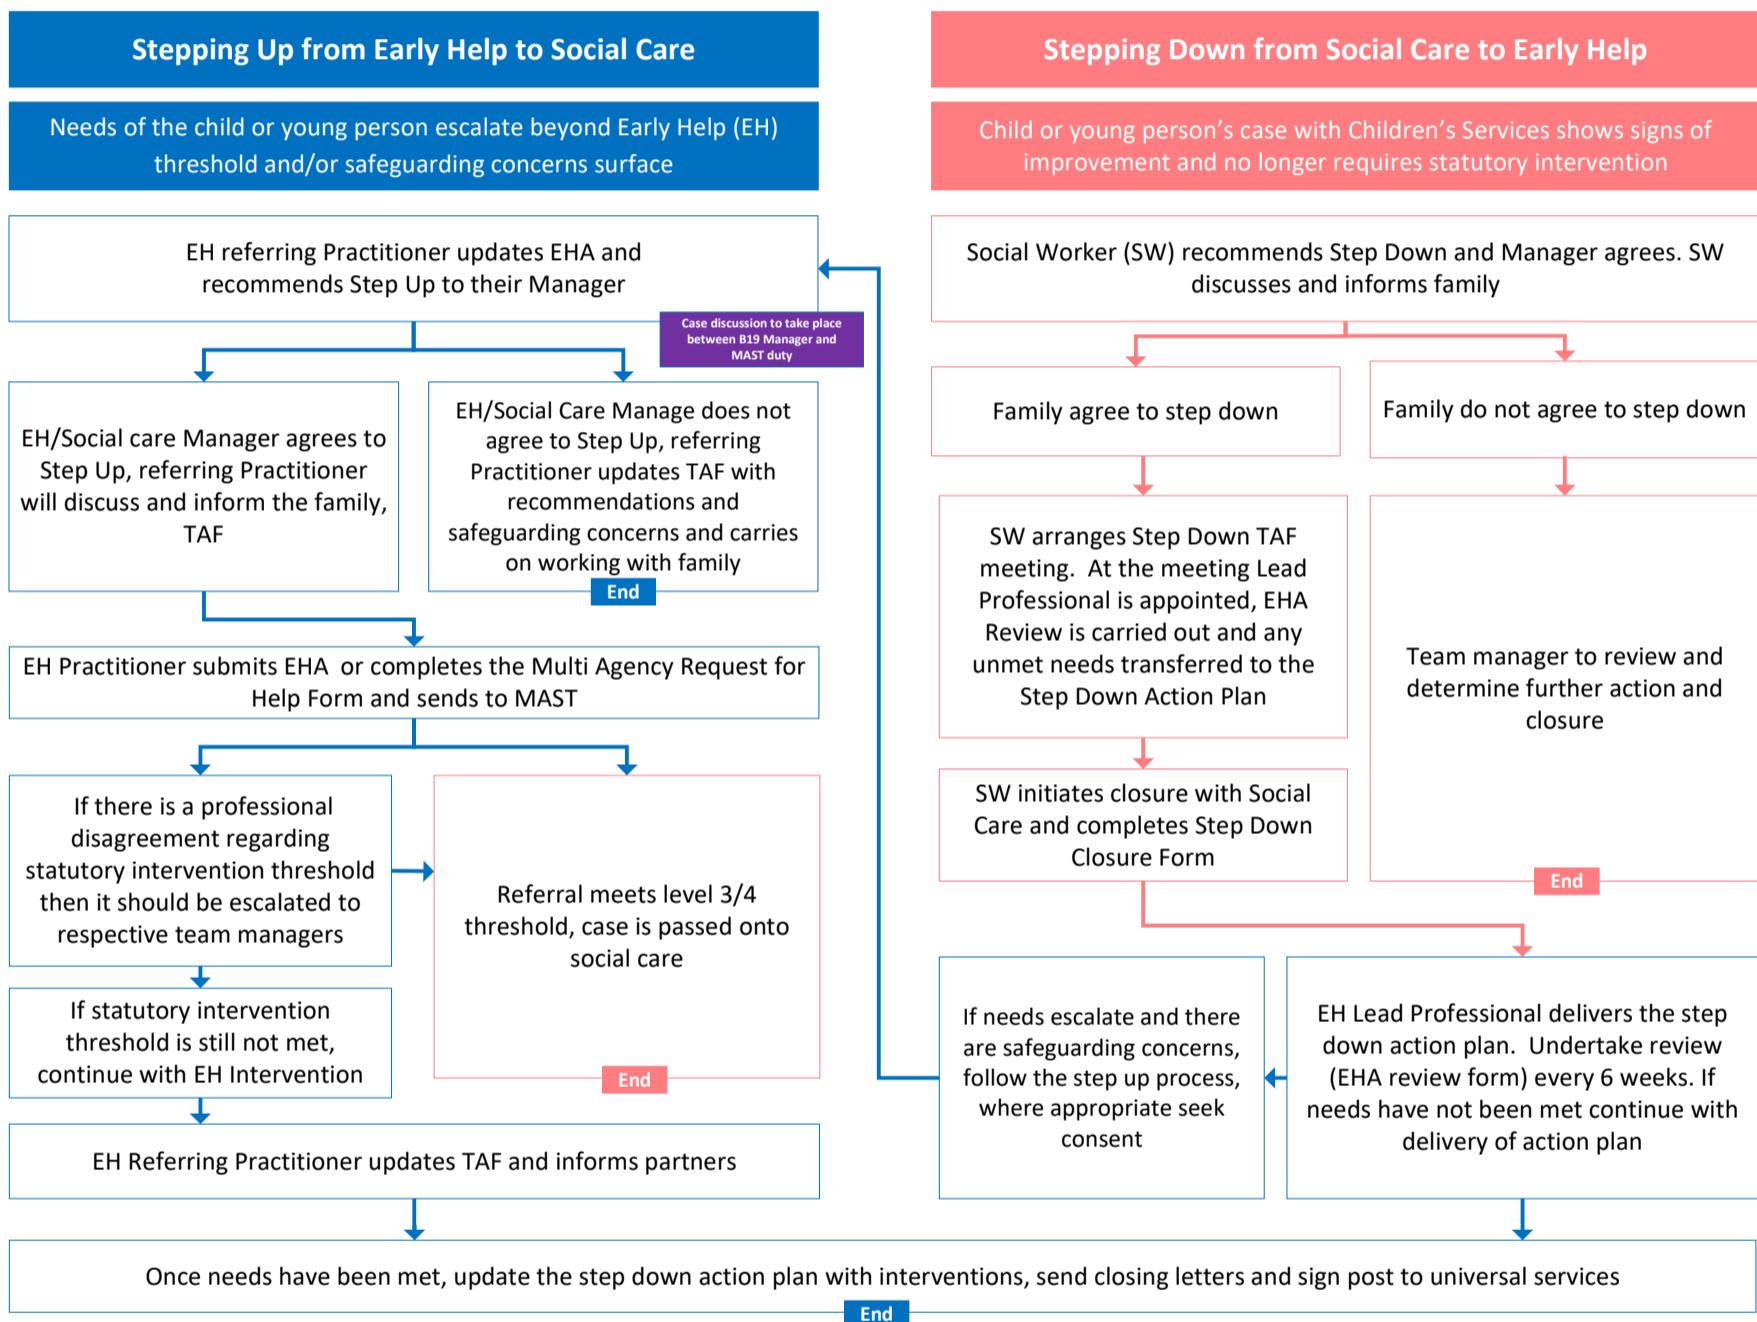 Stepping Up from Early Help to Social Care
Needs of the child or young person escalate beyond Early Help (EH)
threshold and/or safeguarding concerns surface
EH referring Practitioner updates EHA and
recommends Step Up to their Manager
Case discussion to take place
between B19 Manager and
MAST duty
EH/Social care Manager agrees to
Step Up, referring Practitioner
will discuss and inform the family,
TAF
EH/Social Care Manage does not
agree to Step Up, referring
Practitioner updates TAF with
recommendations and
safeguarding concerns and carries
on working with family
End
EH Practitioner submits EHA or completes the Multi Agency Request for
Help Form and sends to MAST
If there is a professional
disagreement regarding
statutory intervention threshold
then it should be escalated to
respective team managers
Referral meets level 3/4
threshold, case is passed onto
social care
End
If statutory intervention
threshold is still not met,
continue with EH Intervention
EH Referring Practitioner updates TAF and informs partners
Stepping Down from Social Care to Early Help
Child or young person's case with Children's Services shows signs of
improvement and no longer requires statutory intervention
Social Worker (SW) recommends Step Down and Manager agrees. SW
discusses and informs family
Family agree to step down
Family do not agree to step down
SW arranges Step Down TAF
meeting. At the meeting Lead
Professional is appointed, EHA
Review is carried out and any
unmet needs transferred to the
Step Down Action Plan
Team manager to review and
determine further action and
closure
End
SW initiates closure with Social
Care and completes Step Down
Closure Form
If needs escalate and there
are safeguarding concerns,
follow the step up process,
where appropriate seek
consent
EH Lead Professional delivers the step
down action plan. Undertake review
(EHA review form) every 6 weeks. If
needs have not been met continue with
delivery of action plan
Once needs have been met, update the step down action plan with interventions, send closing letters and sign post to universal services
End